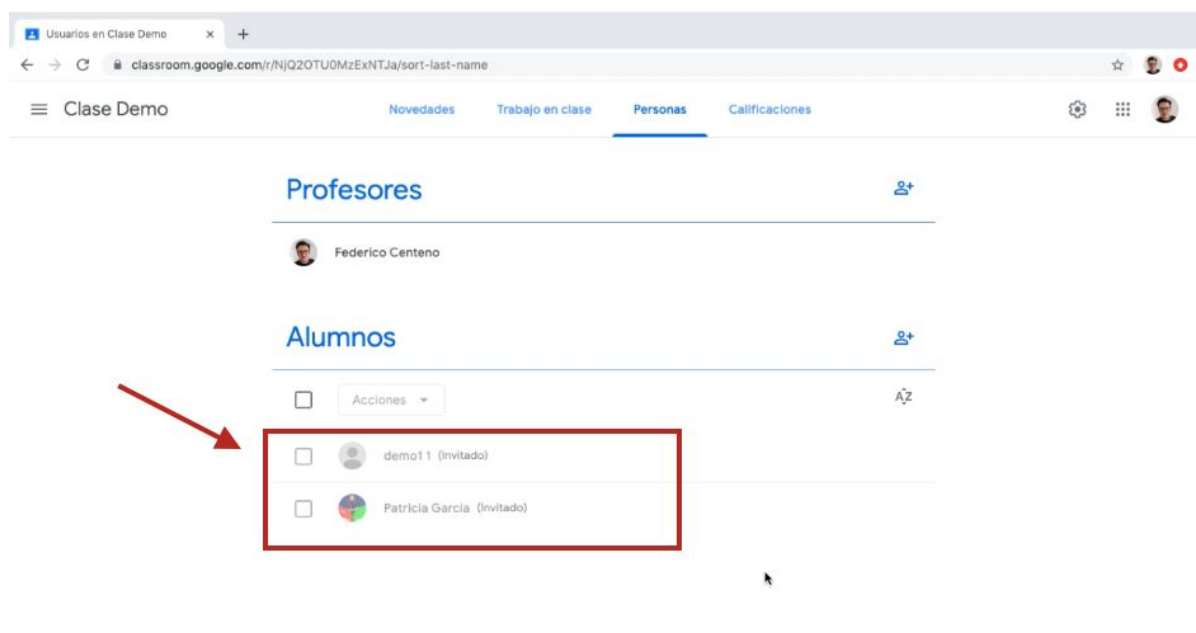 Usuarios en Clase Demo
classroom.google.com/r/NjQ2OTU0MzExNTJa/sort-last-name
Clase Demo
Novedades Trabajo en clase Personas Calificaciones
Profesores
Federico Centeno
Alumnos
Acciones
AZ
demo11 (Invitado)
Patricia García (Invitado)